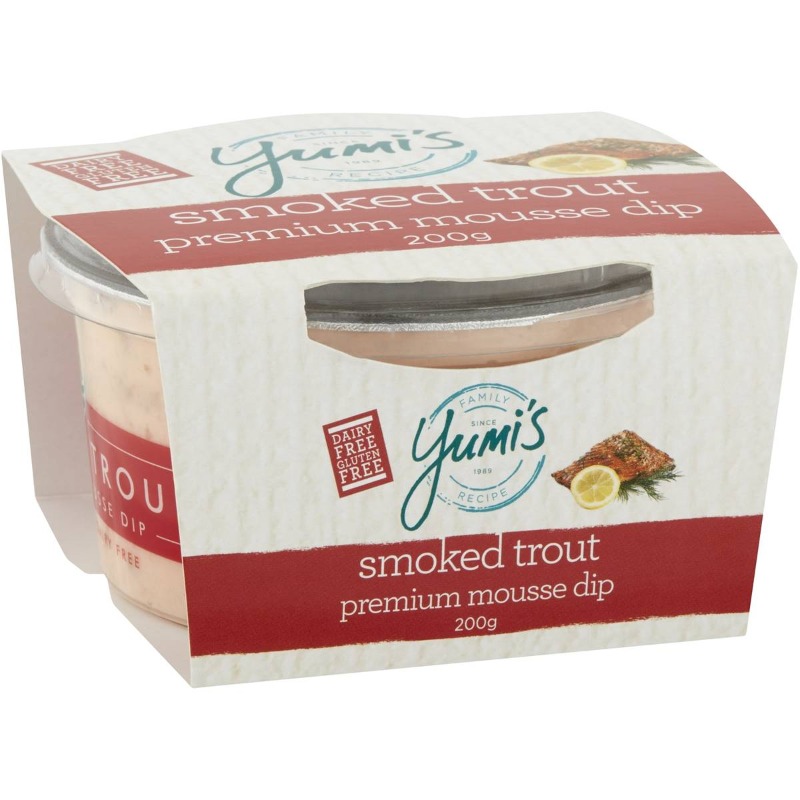 DAIRY
FREE
GLUTEN
FREE
FAMILY
SINCE
yumi's
1989
RECIPE
smoked trout
premium mousse dip
200g
TROU
SSE DIP
Y FREE
DAIRY
FREE
GLUTEN
FREE
FAMILY
SINCE
yumi's
1989
RECIPE
smoked trout
premium mousse dip
200g